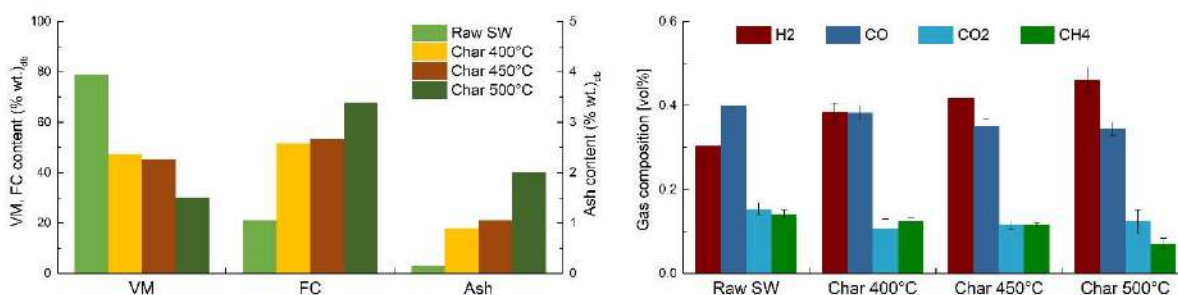 100
80
60
40
20
0
VM, FC content (% wt.)db
Raw SW
Char 400°C
Char 450°C
Char 500°C
5
4
3
2
1
0
Ash content (% wt.)db
VM FC Ash
0.6
0.4
0.2
0.0
Gas composition [vol%]
H2 CO CO2 CH4
Raw SW Char 400°C Char 450°C Char 500°C